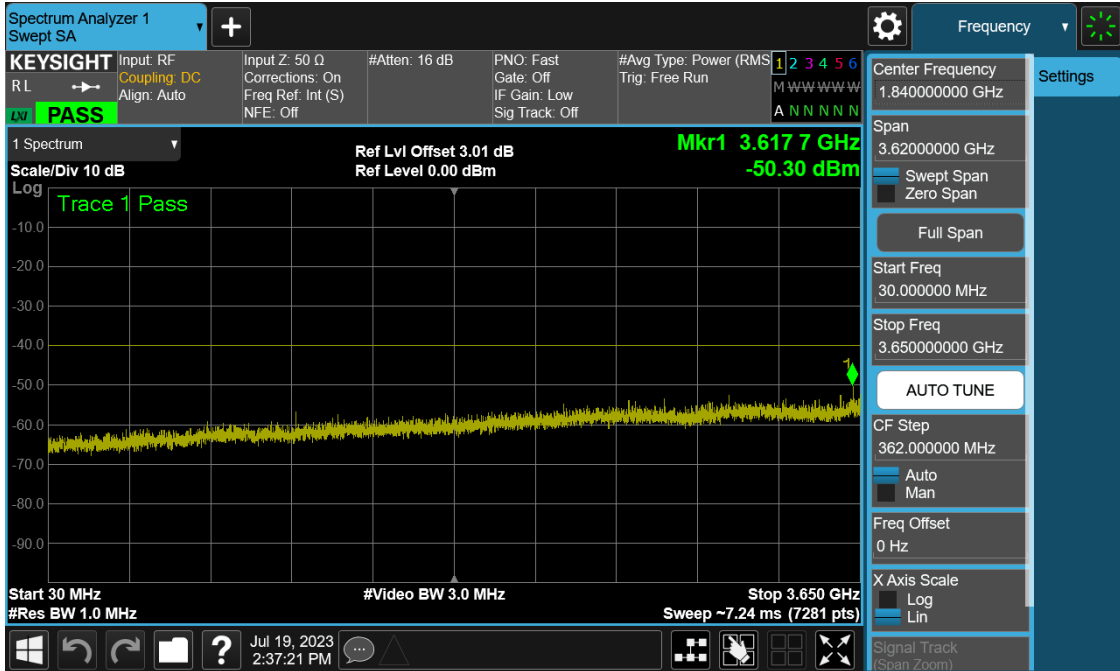 Spectrum Analyzer 1
Swept SA
+
Frequency
KEYSIGHT
R L
LXI
PASS
Input: RF
Coupling: DC
Align: Auto
Input Z: 50 Ω
Corrections: On
Freq Ref: Int (S)
NFE: Off
#Atten: 16 dB
PNO: Fast
Gate: Off
IF Gain: Low
Sig Track: Off
#Avg Type: Power (RMS
Trig: Free Run
1 2 3 4 5 6
M W W W W W
A N N N N N
1 Spectrum
Scale/Div 10 dB
Ref Lvl Offset 3.01 dB
Ref Level 0.00 dBm
Mkr1 3.617 7 GHz
-50.30 dBm
Log
Trace 1 Pass
-10.0
-20.0
-30.0
-40.0
-50.0
-60.0
-70.0
-80.0
-90.0
1
Start 30 MHz
#Res BW 1.0 MHz
#Video BW 3.0 MHz
Stop 3.650 GHz
Sweep ~7.24 ms (7281 pts)
?
Jul 19, 2023
2:37:21 PM
Center Frequency
1.840000000 GHz
Settings
Span
3.62000000 GHz
Swept Span
Zero Span
Full Span
Start Freq
30.000000 MHz
Stop Freq
3.650000000 GHz
AUTO TUNE
CF Step
362.000000 MHz
Auto
Man
Freq Offset
0 Hz
X Axis Scale
Log
Lin
Signal Track
(Span Zoom)